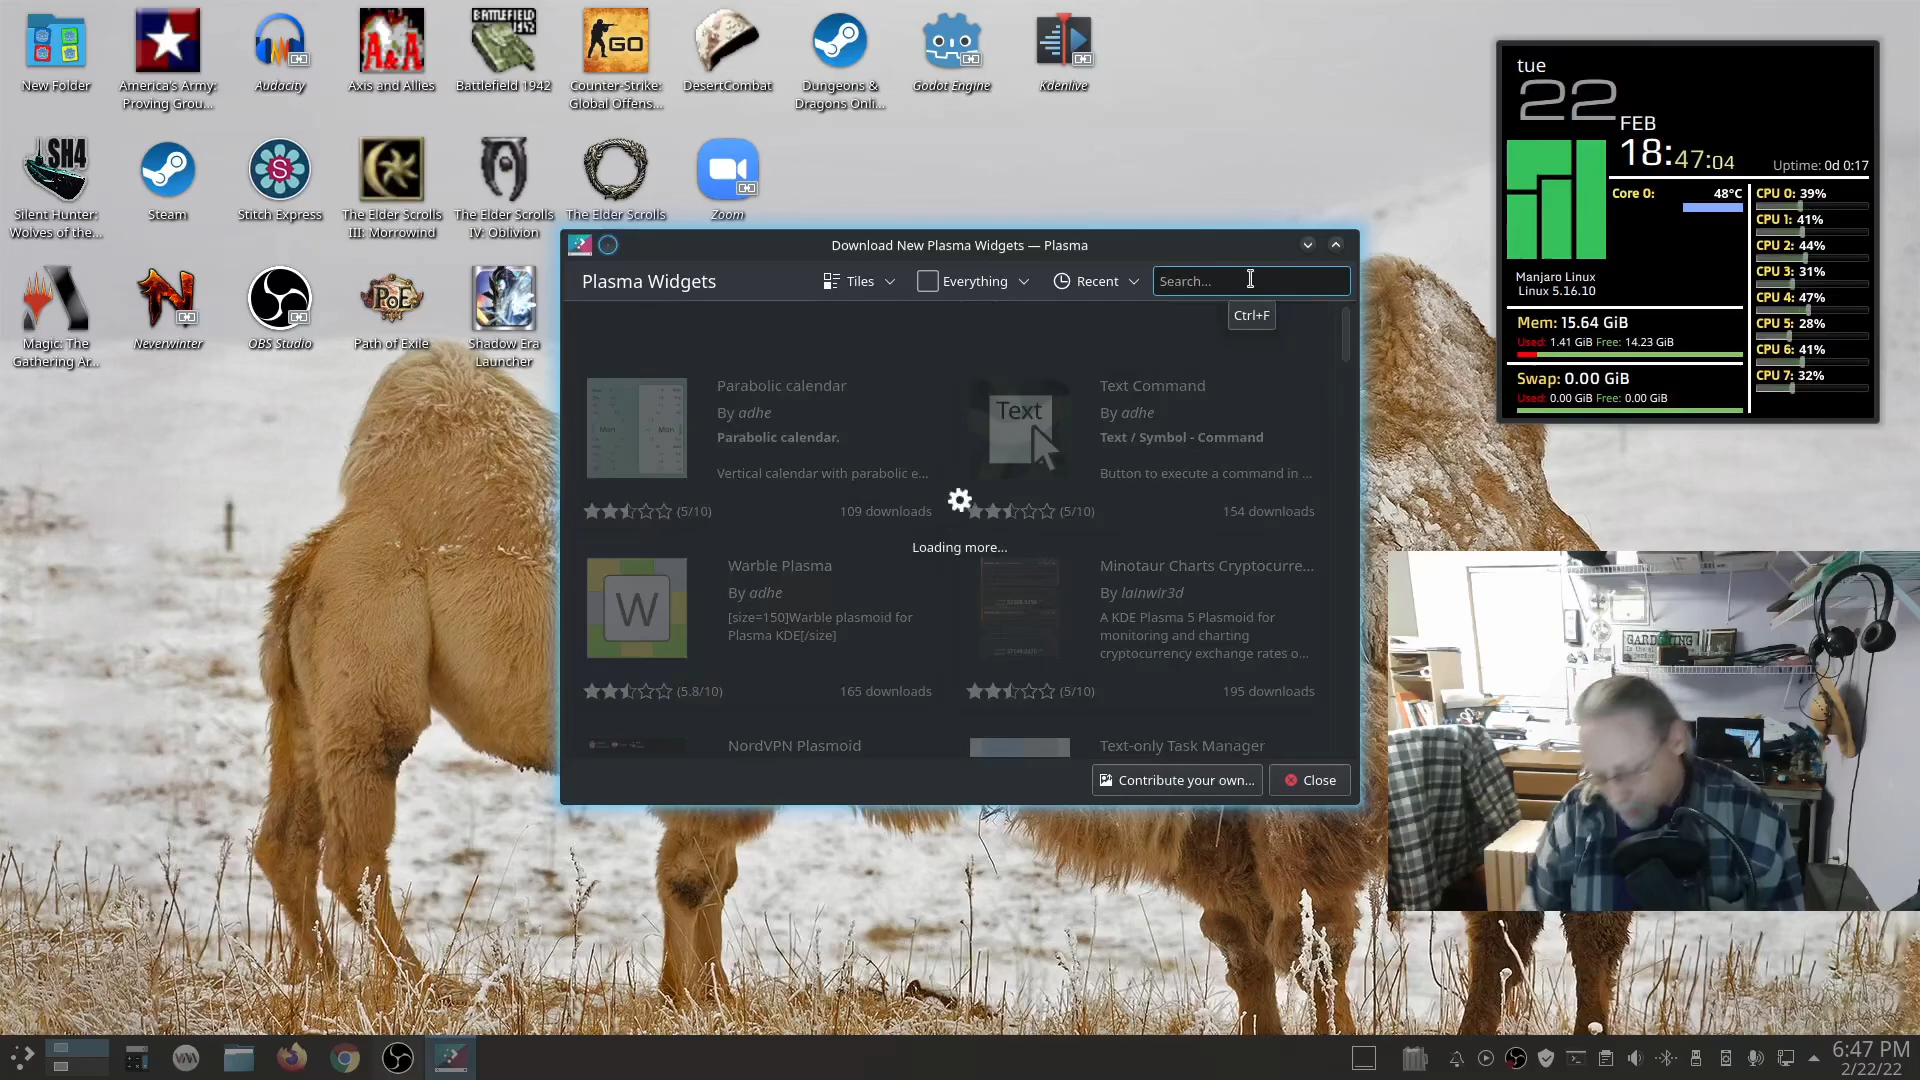 New Folder
America's Army:
Proving Grou...
Audacity
Axis and Allies
BATTLEFIELD
1942
Battlefield 1942
GO
Counter-Strike:
Global Offens...
DesertCombat
Dungeons &
Dragons Onli...
Godot Engine
Kdenlive
SH4
Silent Hunter:
Wolves of the...
Steam
S
Stitch Express
The Elder Scrolls
III: Morrowind
The Elder Scrolls
IV: Oblivion
The Elder Scrolls
Zoom
Magic: The
Gathering Ar...
Neverwinter
OBS Studio
PoE
Path of Exile
Shadow Era
Launcher
tue
22
FEB
18:47:04
Uptime: 0d 0:17
Core 0: 48°C
Manjaro Linux
Linux 5.16.10
CPU 0: 39%
CPU 1: 41%
CPU 2: 44%
CPU 3: 31%
CPU 4: 47%
CPU 5: 28%
CPU 6: 41%
CPU 7: 32%
Mem: 15.64 GiB
Used: 1.41 GiB Free: 14.23 GiB
Swap: 0.00 GiB
Used: 0.00 GiB Free: 0.00 GiB
Download New Plasma Widgets — Plasma
Plasma Widgets
Tiles
Everything
Recent
Search...
Ctrl+F
Parabolic calendar
By adhe
Parabolic calendar.
Vertical calendar with parabolic e...
(5/10)
109 downloads
Text
Text Command
By adhe
Text / Symbol - Command
Button to execute a command in ...
(5/10)
154 downloads
Loading more...
W
Warble Plasma
By adhe
[size=150]Warble plasmoid for
Plasma KDE[/size]
(5.8/10)
165 downloads
Minotaur Charts Cryptocurre...
By lainwir3d
A KDE Plasma 5 Plasmoid for
monitoring and charting
cryptocurrency exchange rates o...
(5/10)
195 downloads
NordVPN Plasmoid
Text-only Task Manager
Contribute your own...
Close
GARDENING
6:47 PM
2/22/22